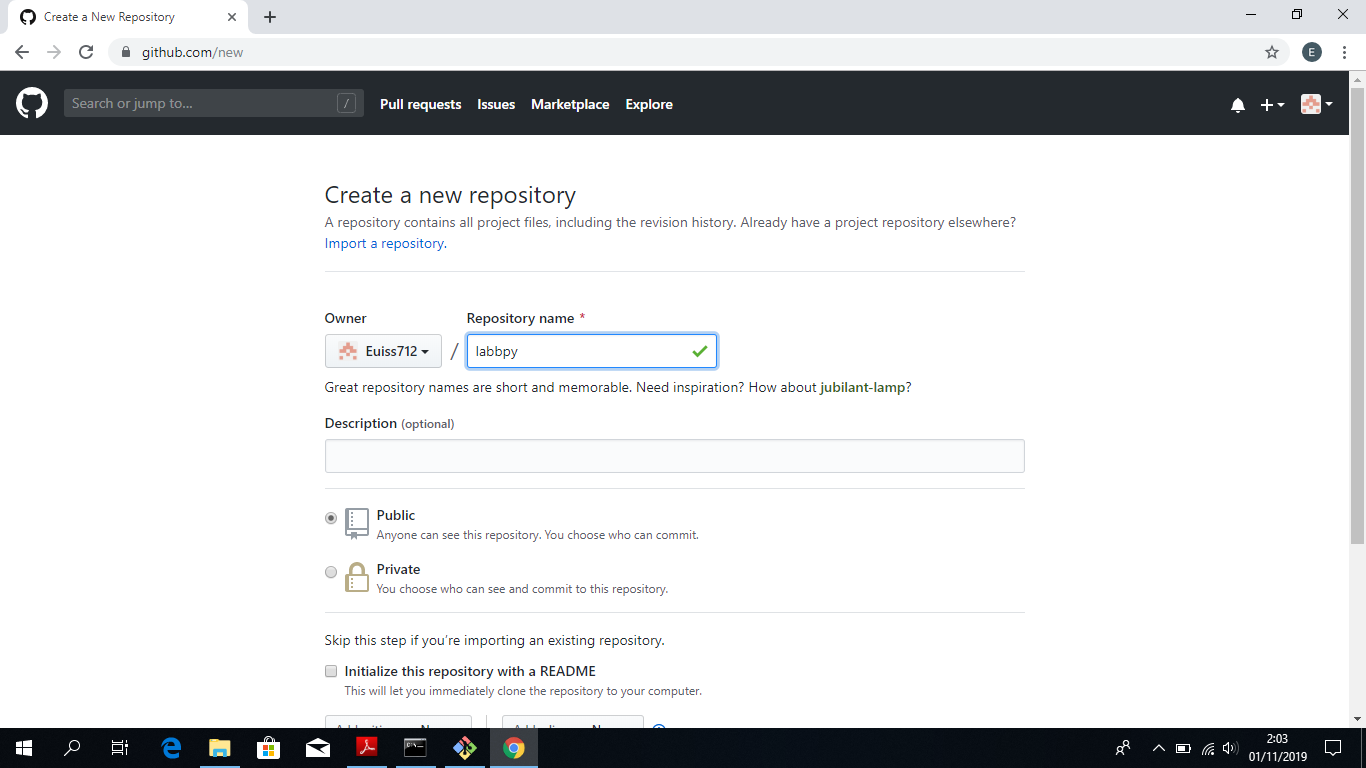 Create a New Repository
github.com/new
E
Search or jump to... /
Pull requests Issues Marketplace Explore
Create a new repository
A repository contains all project files, including the revision history. Already have a project repository elsewhere?
Import a repository.
Owner
Repository name *
Euiss712 / labbpy
Great repository names are short and memorable. Need inspiration? How about jubilant-lamp?
Description (optional)
Public
Anyone can see this repository. You choose who can commit.
Private
You choose who can see and commit to this repository.
Skip this step if you're importing an existing repository.
Initialize this repository with a README
This will let you immediately clone the repository to your computer.
2:03
01/11/2019